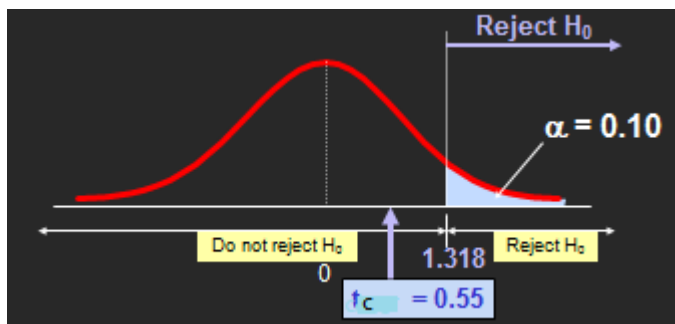 Reject H₀
α = 0.10
Do not reject H₀
1.318
Reject H₀
0
tc = 0.55